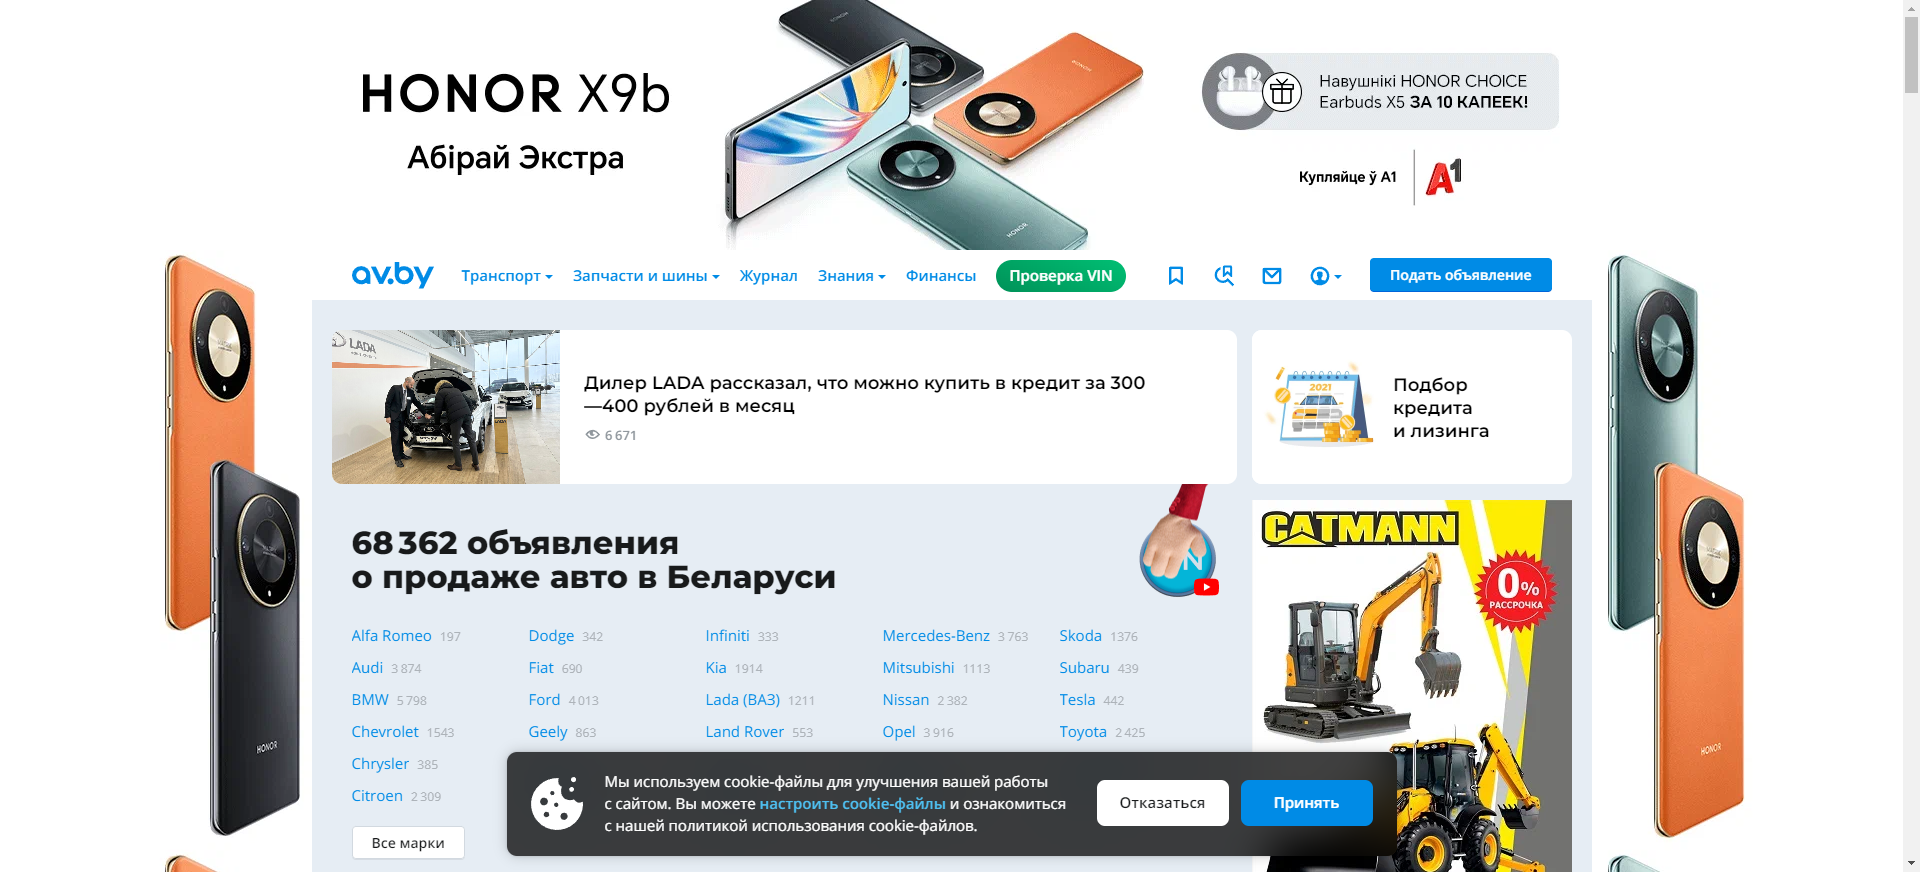 HONOR X9b
Абірай Экстра
Навушнікі HONOR CHOICE
Earbuds X5 ЗА 10 КАПЕЕК!
Купляйце ў А1
A1
av.by
Транспорт
Запчасти и шины
Журнал
Знания
Финансы
Проверка VIN
Подать объявление
LADA
Дилер LADA рассказал, что можно купить в кредит за 300
—400 рублей в месяц
6 671
2021
Подбор
кредита
и лизинга
68 362 объявления
о продаже авто в Беларуси
CATMANN
0%
РАССРОЧКА
Alfa Romeo 197
Audi 3 874
BMW 5 798
Chevrolet 1543
Chrysler 385
Citroen 2 309
Dodge 342
Fiat 690
Ford 4 013
Geely 863
Infiniti 333
Kia 1914
Lada (ВАЗ) 1211
Land Rover 553
Mercedes-Benz 3 763
Mitsubishi 1113
Nissan 2 382
Opel 3 916
Skoda 1376
Subaru 439
Tesla 442
Toyota 2 425
Все марки
Мы используем cookie-файлы для улучшения вашей работы
с сайтом. Вы можете настроить cookie-файлы и ознакомиться
с нашей политикой использования cookie-файлов.
Отказаться
Принять
HONOR
HONOR
HONOR